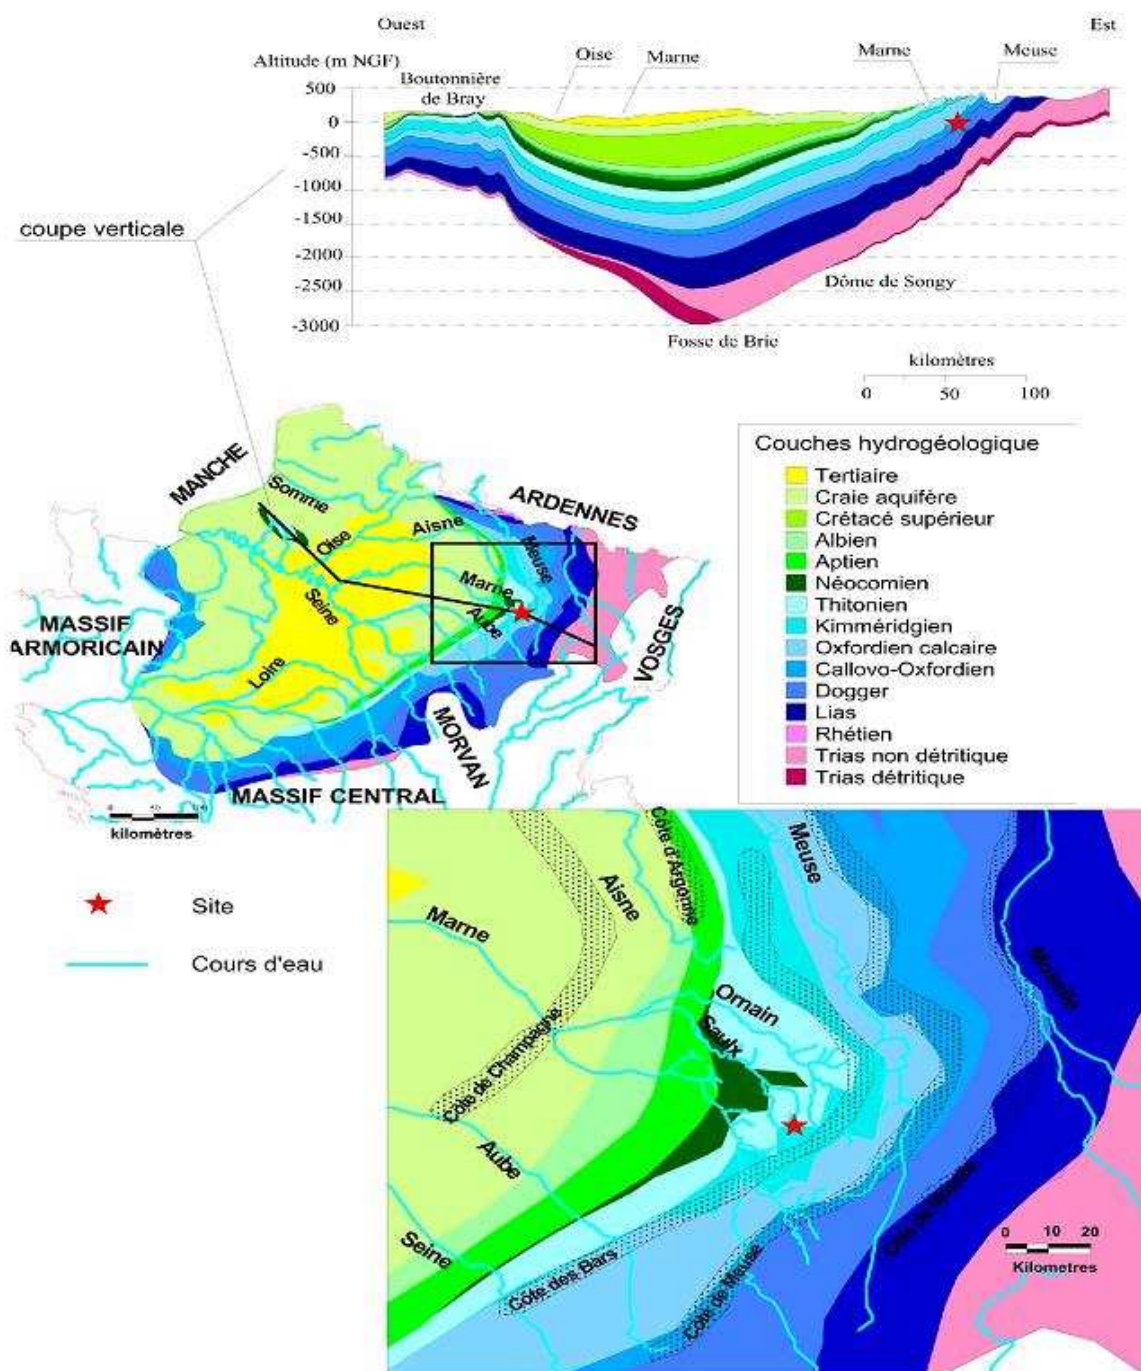 Ouest
Est
Altitude (m NGF)
Boutonnière
de Bray
Oise
Marne
Marne
Meuse
500
0
-500
-1000
-1500
-2000
-2500
-3000
coupe verticale
Dôme de Songy
Fosse de Brie
kilomètres
0 50 100
MANCHE
Somme
Oise
Aisne
ARDENNES
Meuse
Marne
Aube
Seine
Loire
MASSIF
ARMORICAIN
VOSGES
MORVAN
MASSIF CENTRAL
kilomètres
Couches hydrogéologique
Tertiaire
Craie aquifère
Crétacé supérieur
Albien
Aptien
Néocomien
Thitonien
Kimméridgien
Oxfordien calcaire
Callovo-Oxfordien
Dogger
Lias
Rhétien
Trias non détritique
Trias détritique
Site
Cours d'eau
Côte d'Argonne
Aisne
Meuse
Marne
Moselle
Ornain
Saulx
Côte de Champagne
Aube
Seine
Côte des Bars
Côte de Meuse
Côte de
0 10 20
Kilometres